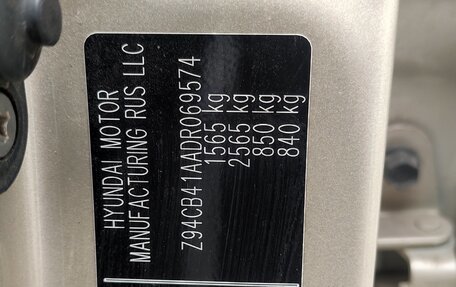 HYUNDAI MOTOR
MANUFACTURING RUS LLC
Z94CB41AADR069574
1565 kg
2565 kg
850 kg
840 kg